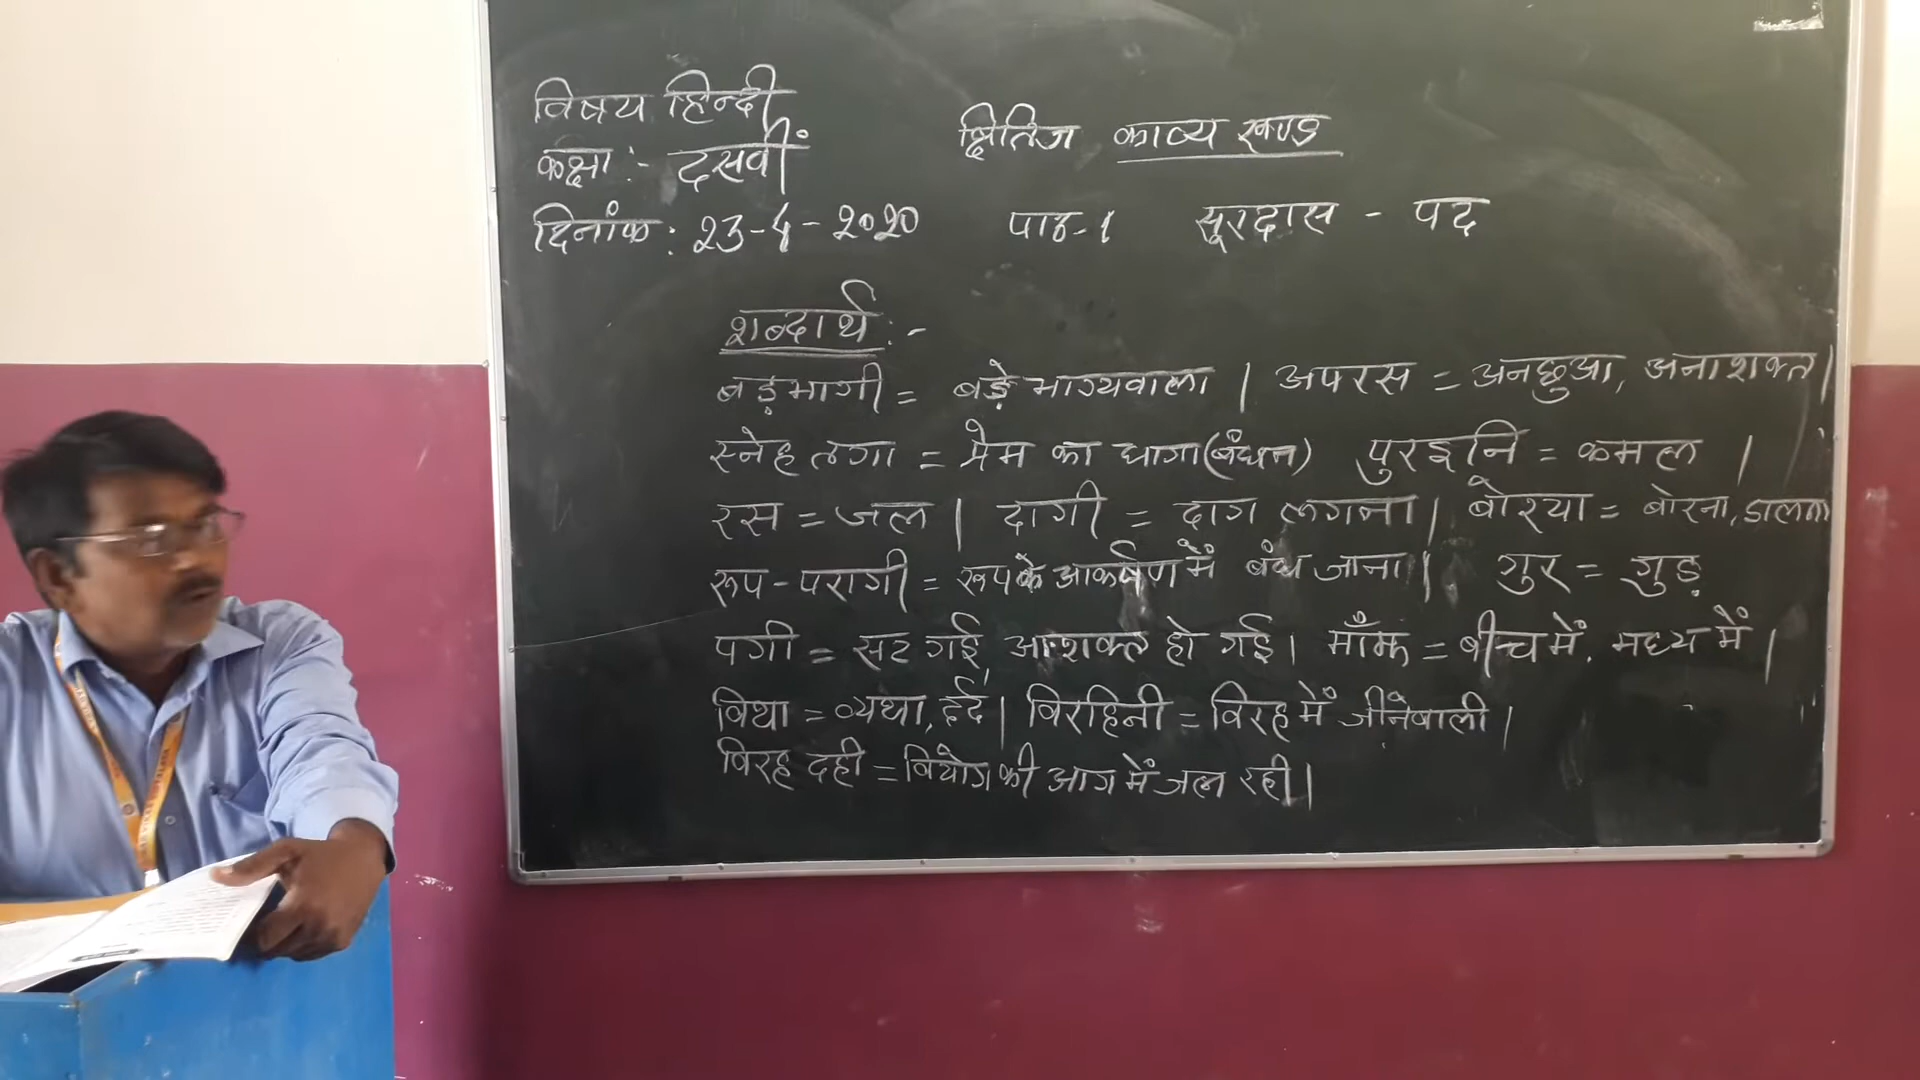 विषय हिन्दी
कक्षा :- दसवीं
क्षितिज काव्य खण्ड
दिनांक : 23-4-2020 पाठ-1 सूरदास - पद
शब्दार्थ :-
बड़भागी = बड़े भाग्यवाला | अपरस = अनछुआ, अनाशक्त |
स्नेह तगा = प्रेम का धागा (बंधन) पुरइनि = कमल |
रस = जल | दागी = दाग लगना | बोरया = बोरना, डालना
रूप-परागी = रूप के आकर्षण में बंध जाना | गुर = गुड़
पगी = सट गई, आशक्त हो गई | माँझ = बीच में, मध्य में |
विथा = व्यथा, दर्द | विरहिनी = विरह में जीनेवाली |
विरह दही = वियोग की आग में जल रही |